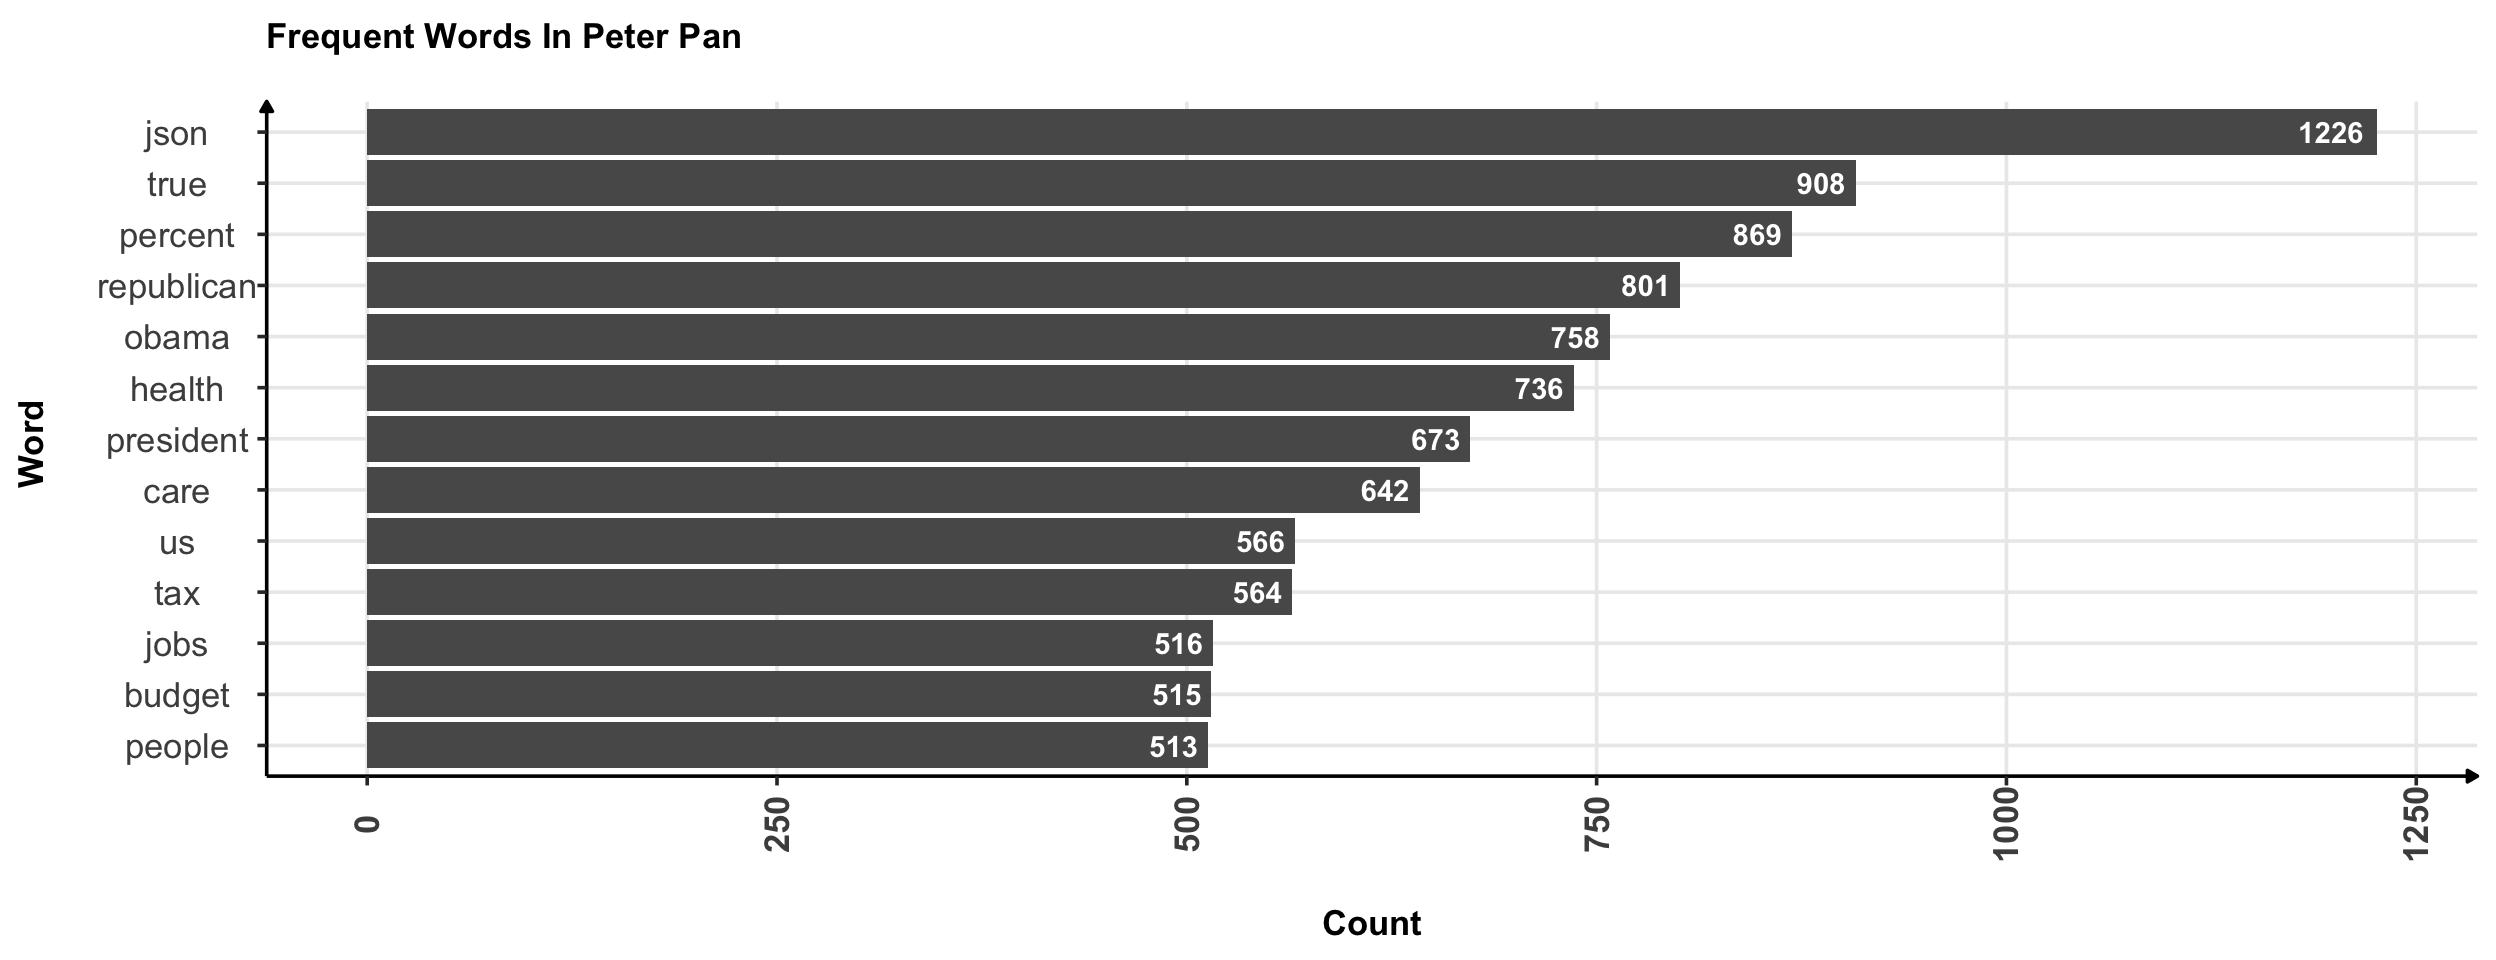 Frequent Words In Peter Pan
Word
json 1226
true 908
percent 869
republican 801
obama 758
health 736
president 673
care 642
us 566
tax 564
jobs 516
budget 515
people 513
0 250 500 750 1000 1250
Count